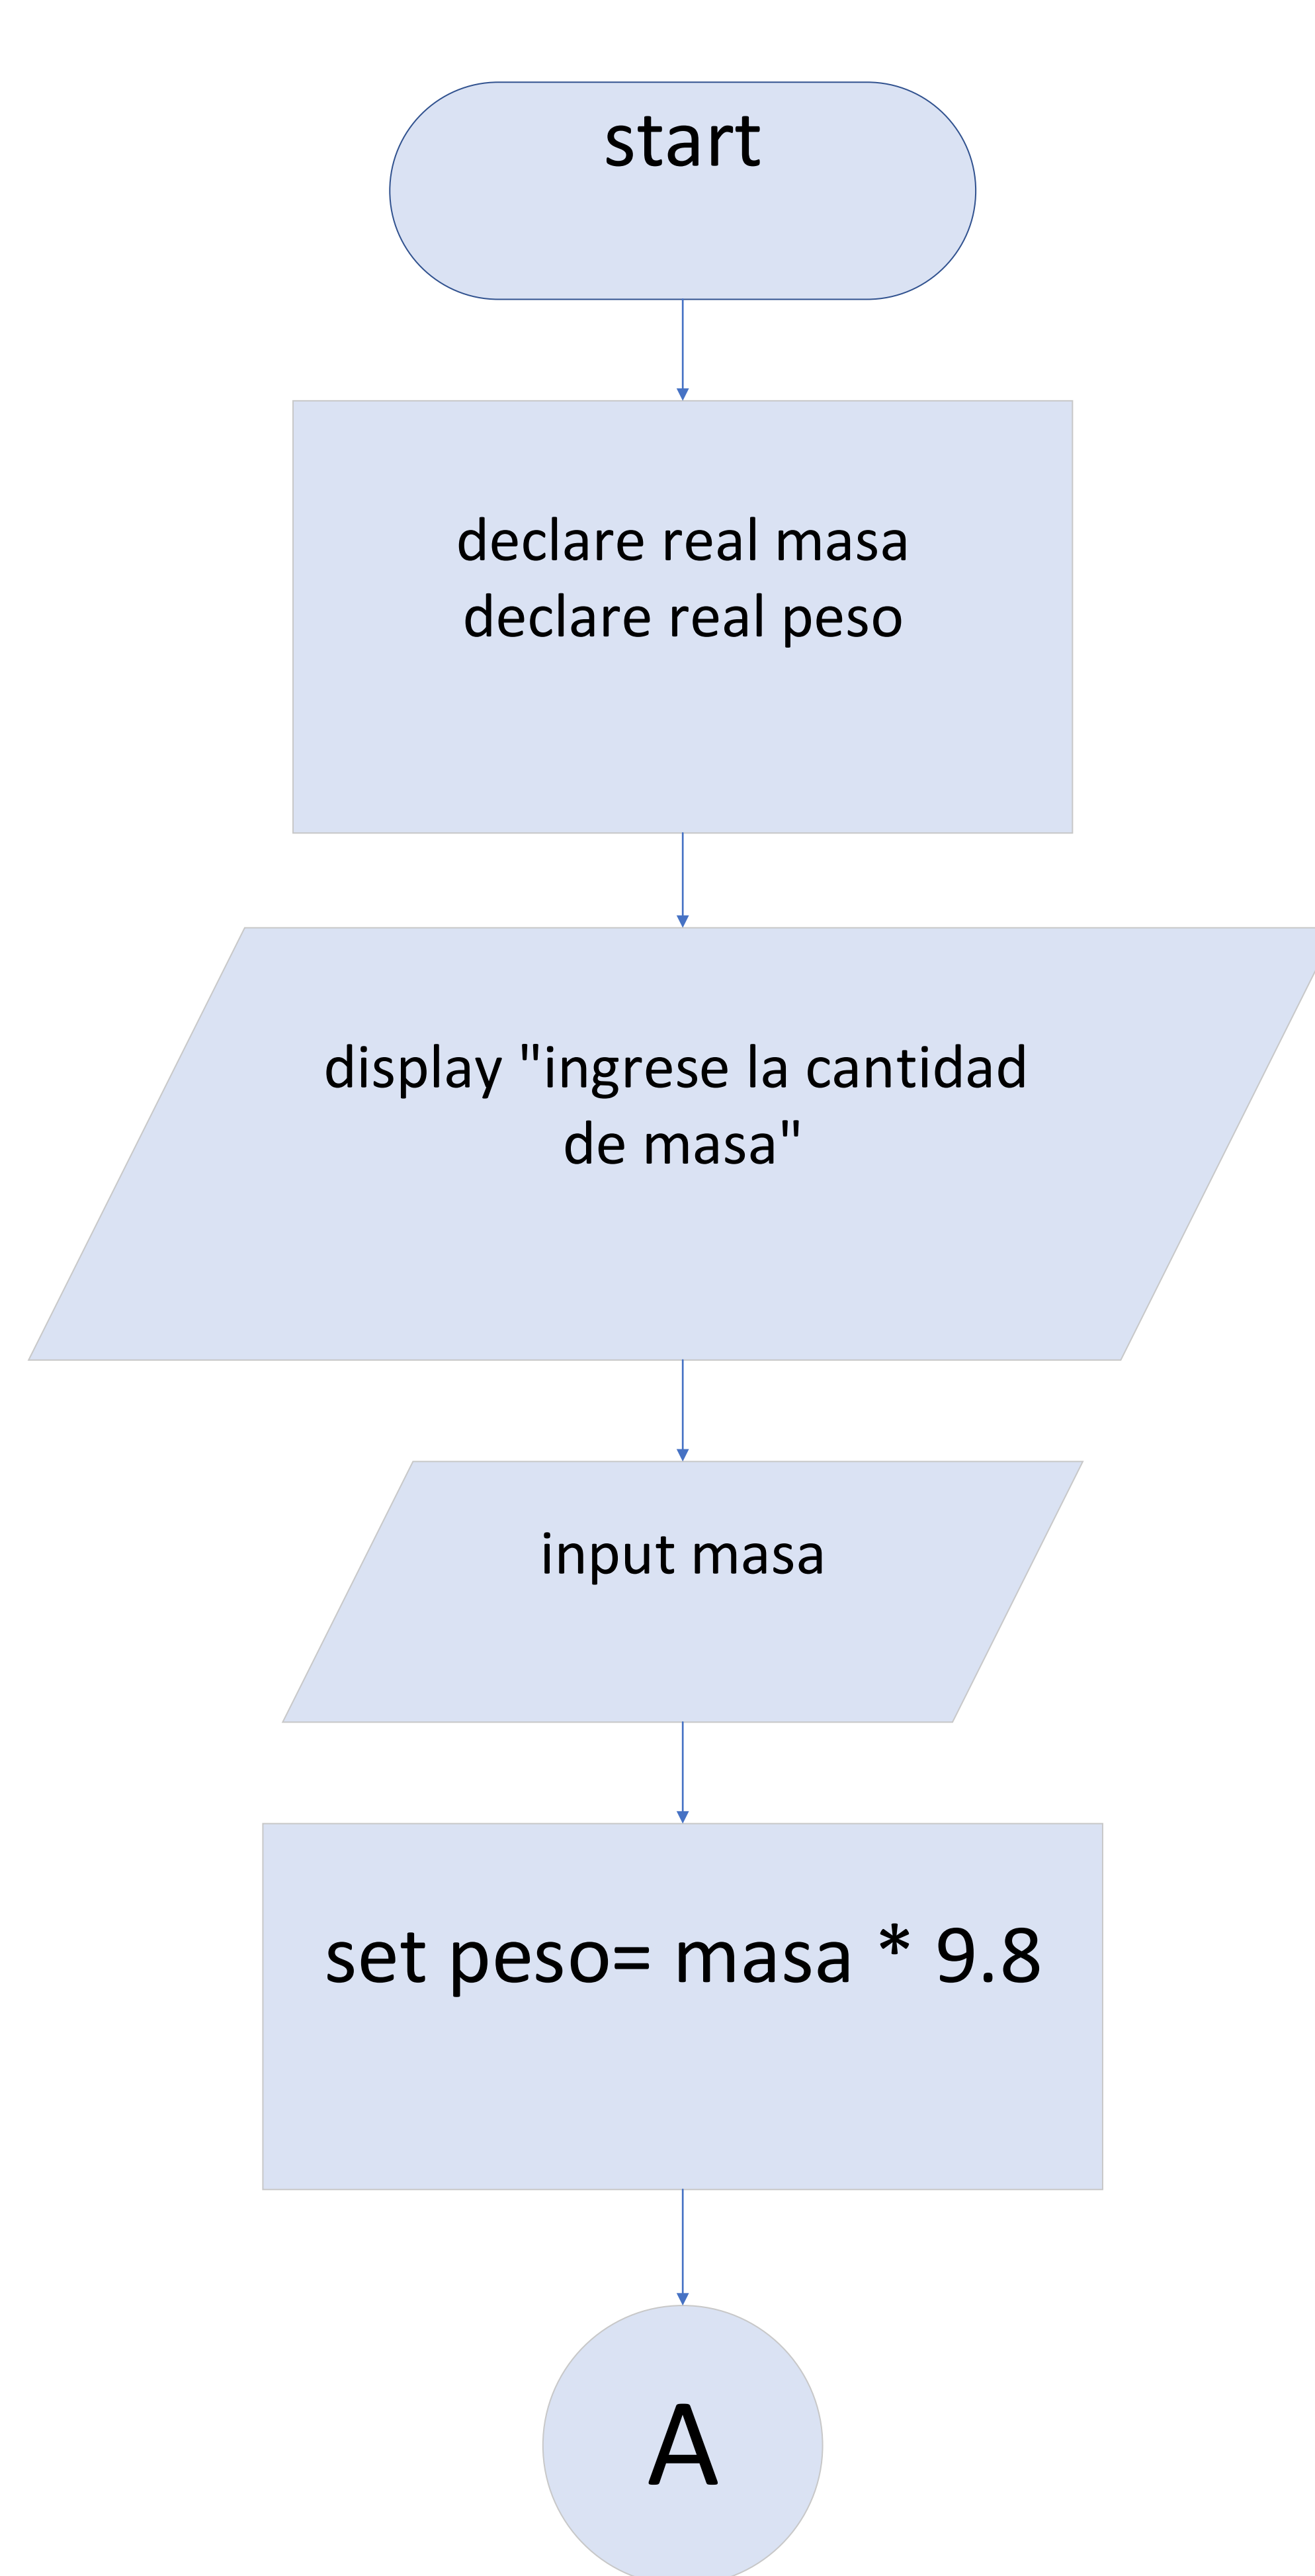 start
declare real masa
declare real peso
display "ingrese la cantidad
de masa"
input masa
set peso= masa * 9.8
A